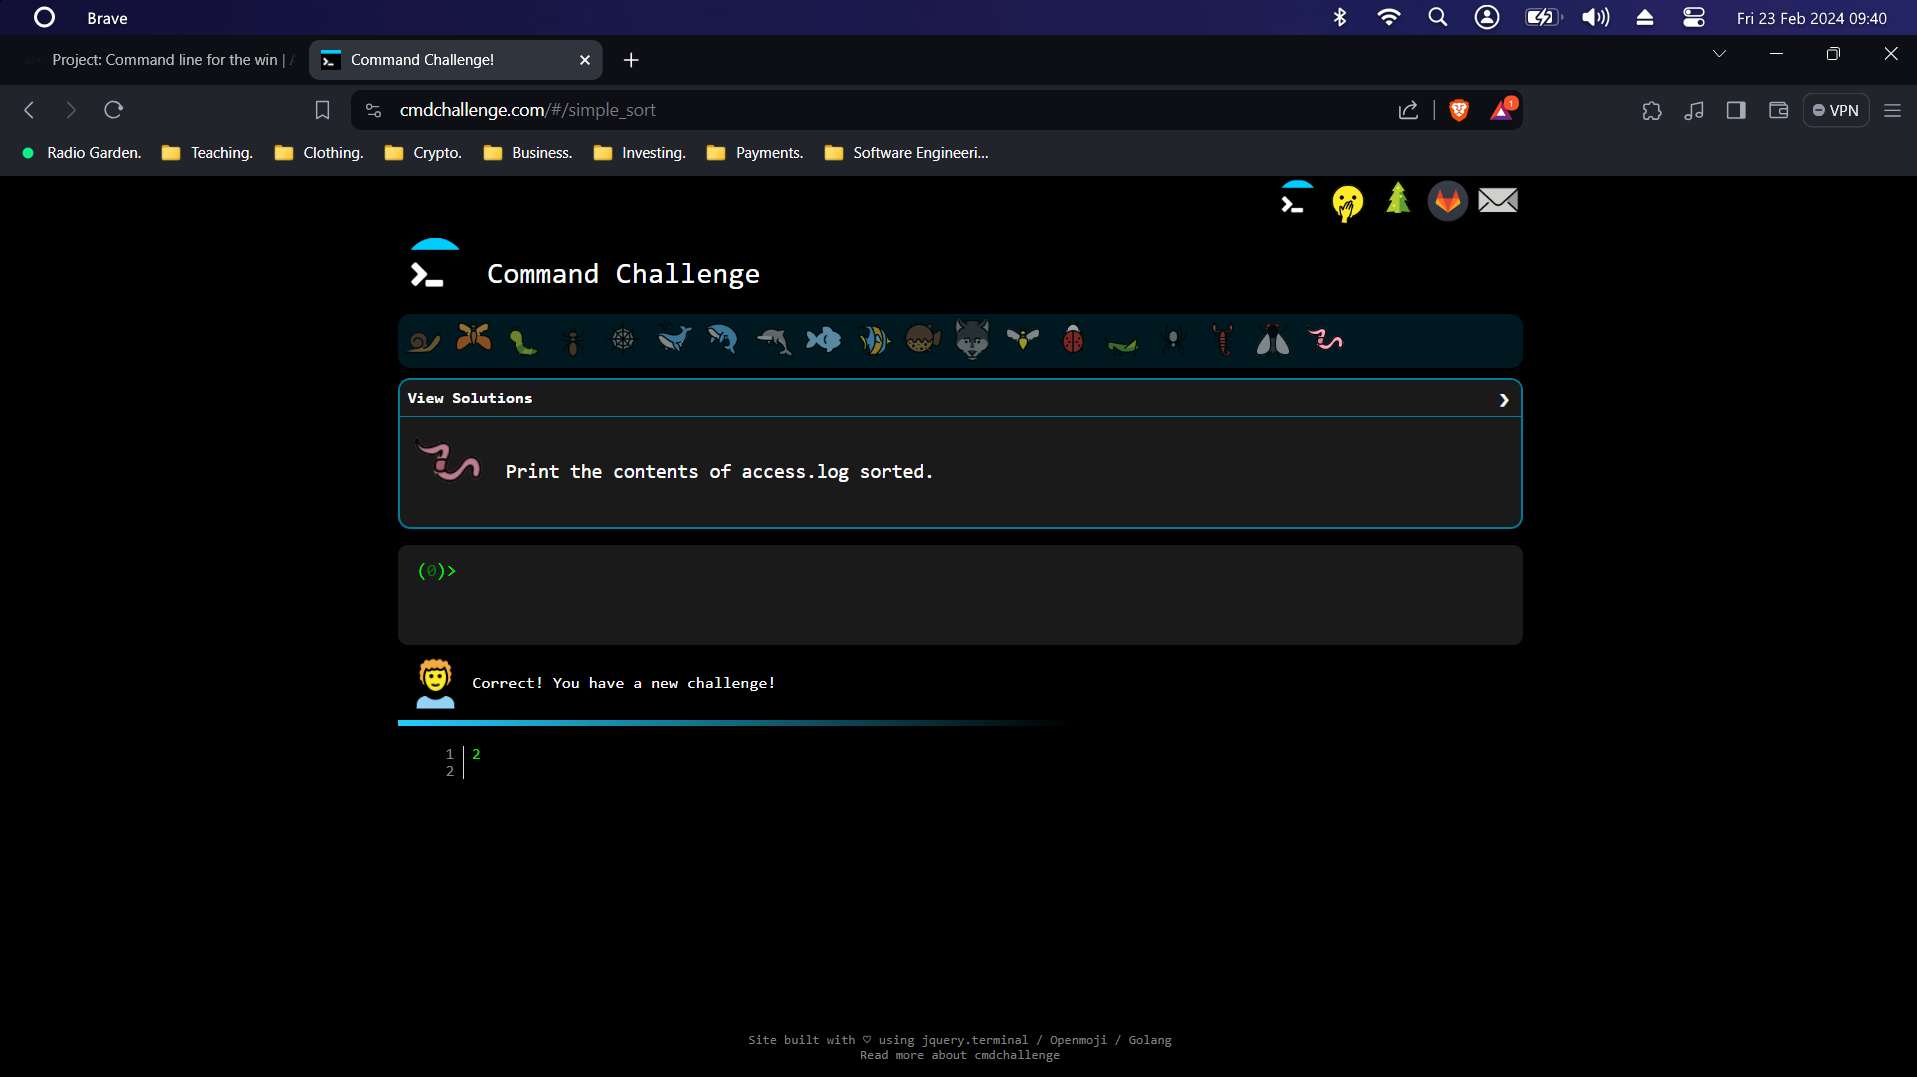 Brave
Fri 23 Feb 2024 09:40
Project: Command line for the win |
Command Challenge!
cmdchallenge.com/#/simple_sort
1
VPN
Radio Garden. Teaching. Clothing. Crypto. Business. Investing. Payments. Software Engineeri...
Command Challenge
View Solutions
Print the contents of access.log sorted.
(0)>
Correct! You have a new challenge!
1 2
2
Site built with ♡ using jquery.terminal / Openmoji / Golang
Read more about cmdchallenge